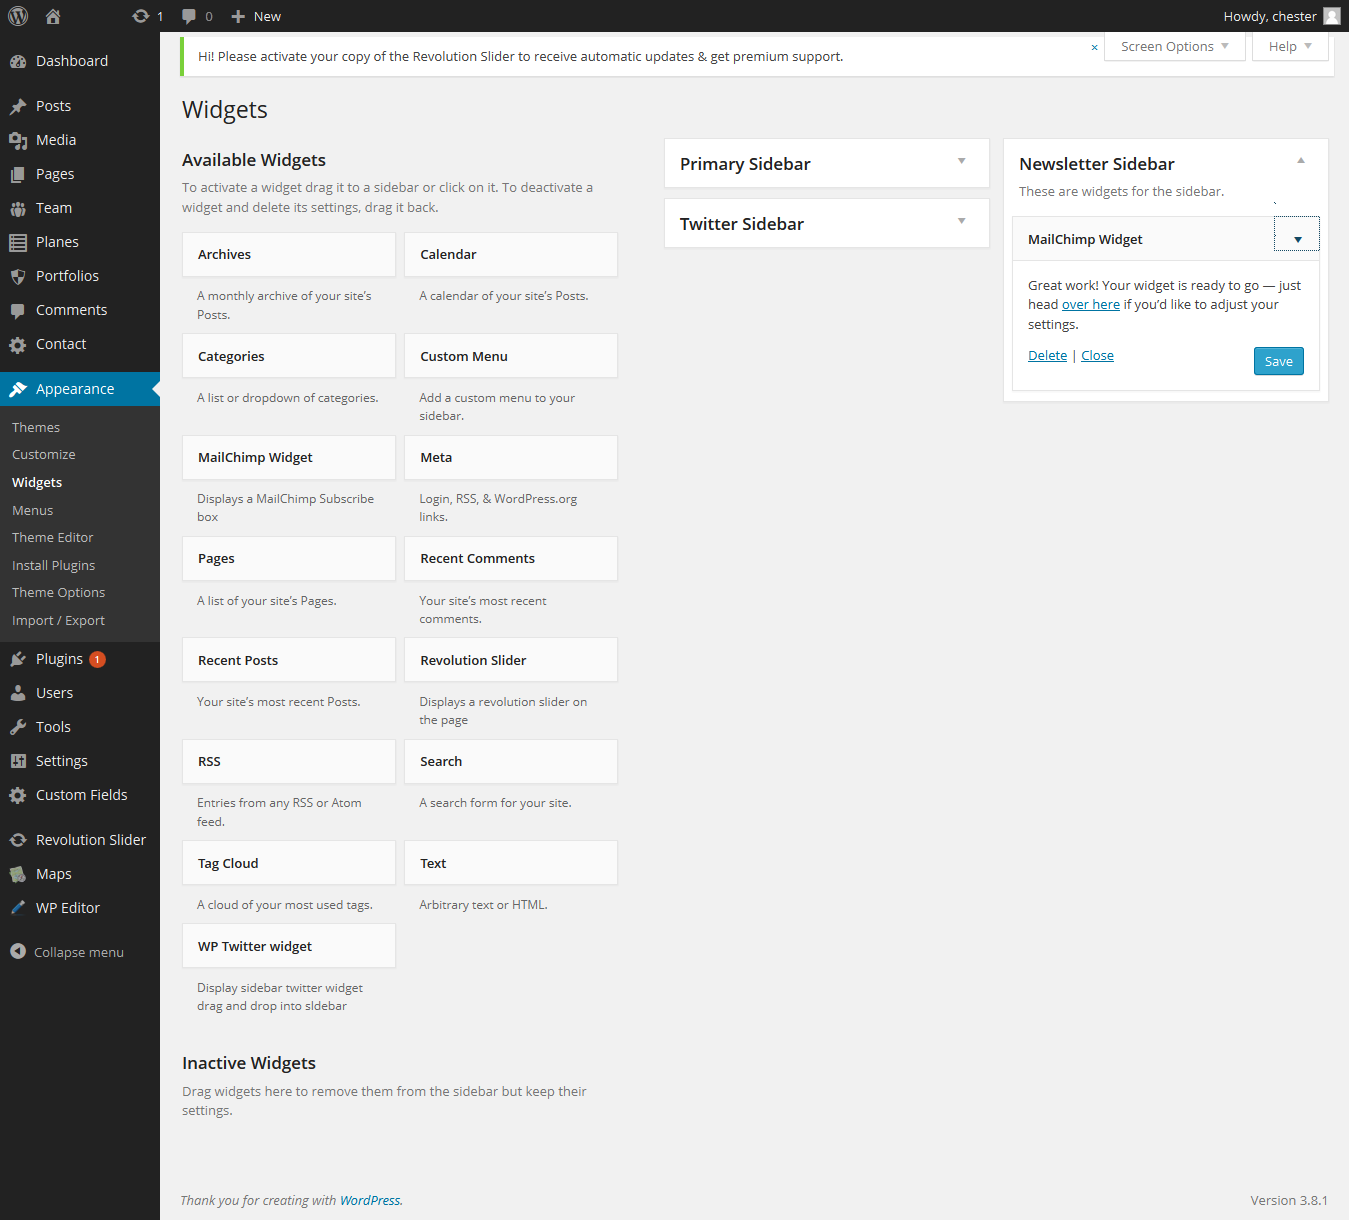 1 0 New Howdy, chester
Hi! Please activate your copy of the Revolution Slider to receive automatic updates & get premium support. × Screen Options Help
Dashboard
Posts
Media
Pages
Team
Planes
Portfolios
Comments
Contact
Appearance
Themes
Customize
Widgets
Menus
Theme Editor
Install Plugins
Theme Options
Import / Export
Plugins 1
Users
Tools
Settings
Custom Fields
Revolution Slider
Maps
WP Editor
Collapse menu
Widgets
Available Widgets
To activate a widget drag it to a sidebar or click on it. To deactivate a
widget and delete its settings, drag it back.
Archives
A monthly archive of your site’s
Posts.
Calendar
A calendar of your site’s Posts.
Categories
A list or dropdown of categories.
Custom Menu
Add a custom menu to your
sidebar.
MailChimp Widget
Displays a MailChimp Subscribe
box
Meta
Login, RSS, & WordPress.org
links.
Pages
A list of your site’s Pages.
Recent Comments
Your site’s most recent
comments.
Recent Posts
Your site’s most recent Posts.
Revolution Slider
Displays a revolution slider on
the page
RSS
Entries from any RSS or Atom
feed.
Search
A search form for your site.
Tag Cloud
A cloud of your most used tags.
Text
Arbitrary text or HTML.
WP Twitter widget
Display sidebar twitter widget
drag and drop into sldebar
Inactive Widgets
Drag widgets here to remove them from the sidebar but keep their
settings.
Primary Sidebar
Twitter Sidebar
Newsletter Sidebar
These are widgets for the sidebar.
MailChimp Widget
Great work! Your widget is ready to go — just
head over here if you’d like to adjust your
settings.
Delete | Close Save
Thank you for creating with WordPress. Version 3.8.1